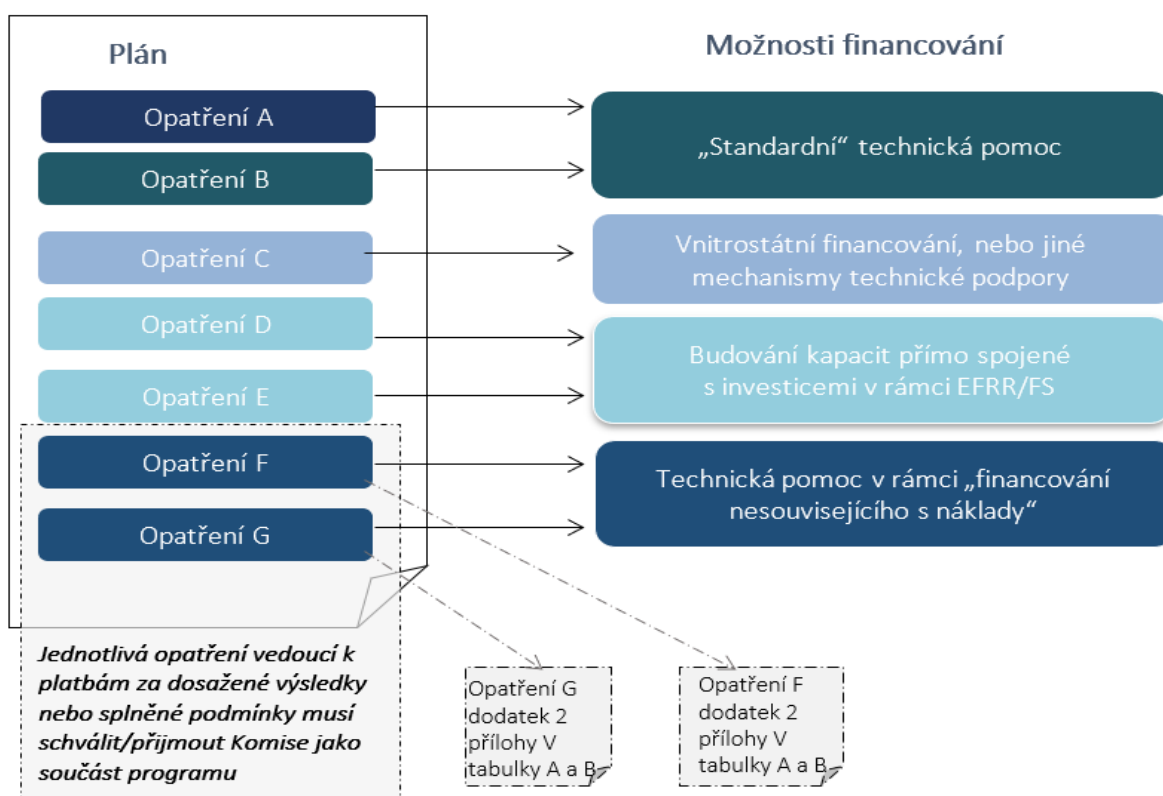 Plán
Možnosti financování
Opatření A
Opatření B
Opatření C
Opatření D
Opatření E
Opatření F
Opatření G
„Standardní“ technická pomoc
Vnitrostátní financování, nebo jiné
mechanismy technické podpory
Budování kapacit přímo spojené
s investicemi v rámci EFRR/FS
Technická pomoc v rámci „financování
nesouvisejícího s náklady“
Jednotlivá opatření vedoucí k
platbám za dosažené výsledky
nebo splněné podmínky musí
schválit/přijmout Komise jako
součást programu
Opatření G
dodatek 2
přílohy V
tabulky A a B
Opatření F
dodatek 2
přílohy V
tabulky A a B